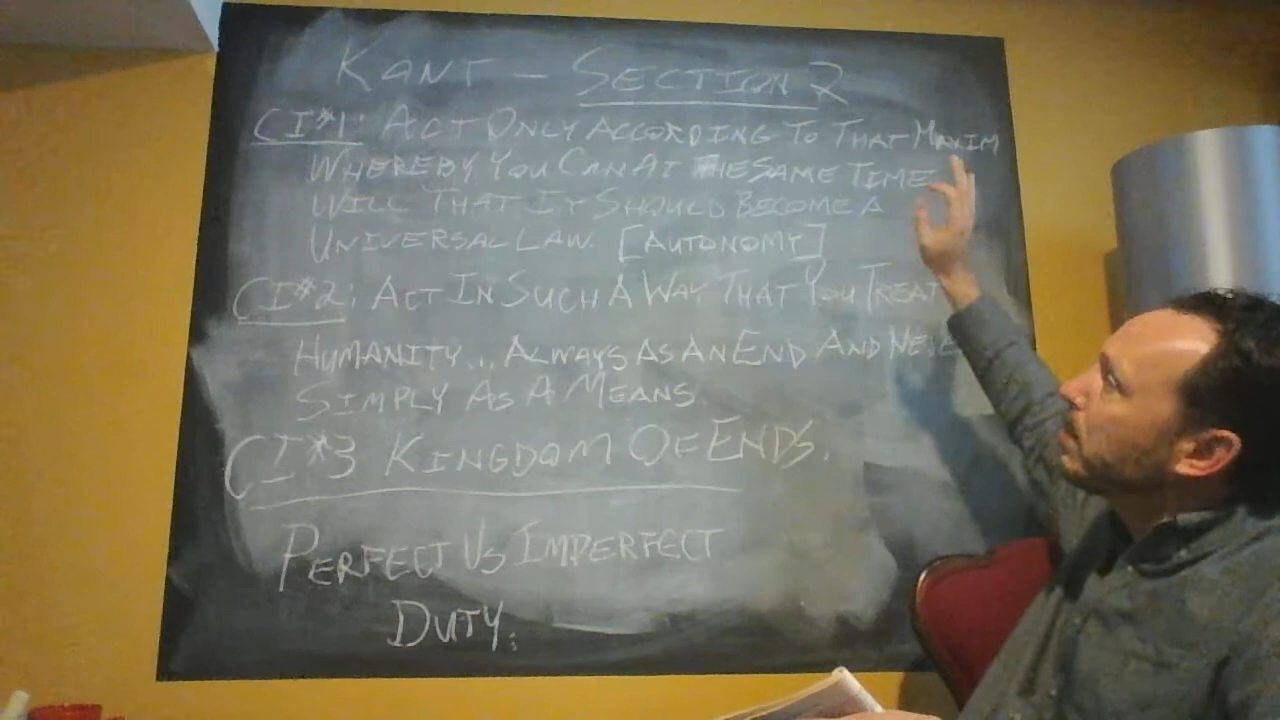 KANT - SECTION 2
CI#1: ACT ONLY ACCORDING TO THAT MAXIM
WHEREBY YOU CAN AT THE SAME TIME
WILL THAT IT SHOULD BECOME A
UNIVERSAL LAW. [AUTONOMY]
CI#2: ACT IN SUCH A WAY THAT YOU TREAT
HUMANITY... ALWAYS AS AN END AND NEVE
SIMPLY AS A MEANS
CI#3 KINGDOM OF ENDS.
PERFECT VS IMPERFECT
DUTY: